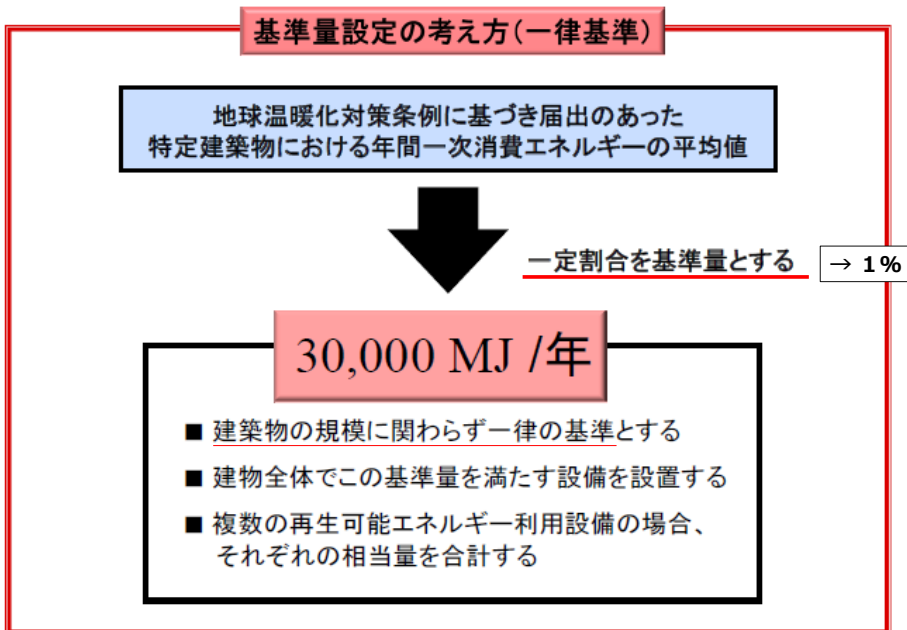 基準量設定の考え方(一律基準)
地球温暖化対策条例に基づき届出のあった
特定建築物における年間一次消費エネルギーの平均値
一定割合を基準量とする
→ 1%
30,000 MJ /年
■ 建築物の規模に関わらず一律の基準とする
■ 建物全体でこの基準量を満たす設備を設置する
■ 複数の再生可能エネルギー利用設備の場合、
それぞれの相当量を合計する